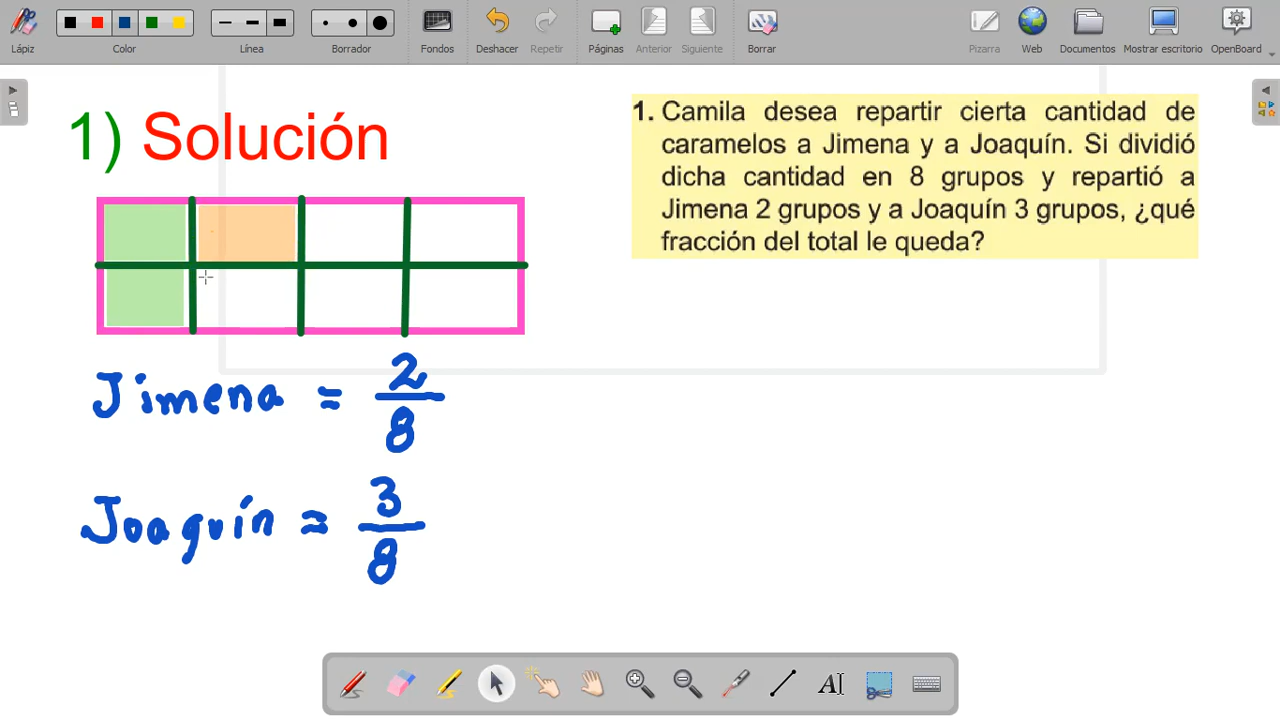 Lápiz Color Línea Borrador Fondos Deshacer Repetir Páginas Anterior Siguiente Borrar Pizarra Web Documentos Mostrar escritorio OpenBoard
1) Solución
1. Camila desea repartir cierta cantidad de
caramelos a Jimena y a Joaquín. Si dividió
dicha cantidad en 8 grupos y repartió a
Jimena 2 grupos y a Joaquín 3 grupos, ¿qué
fracción del total le queda?
Jimena = 2/8
Joaquín = 3/8
AI